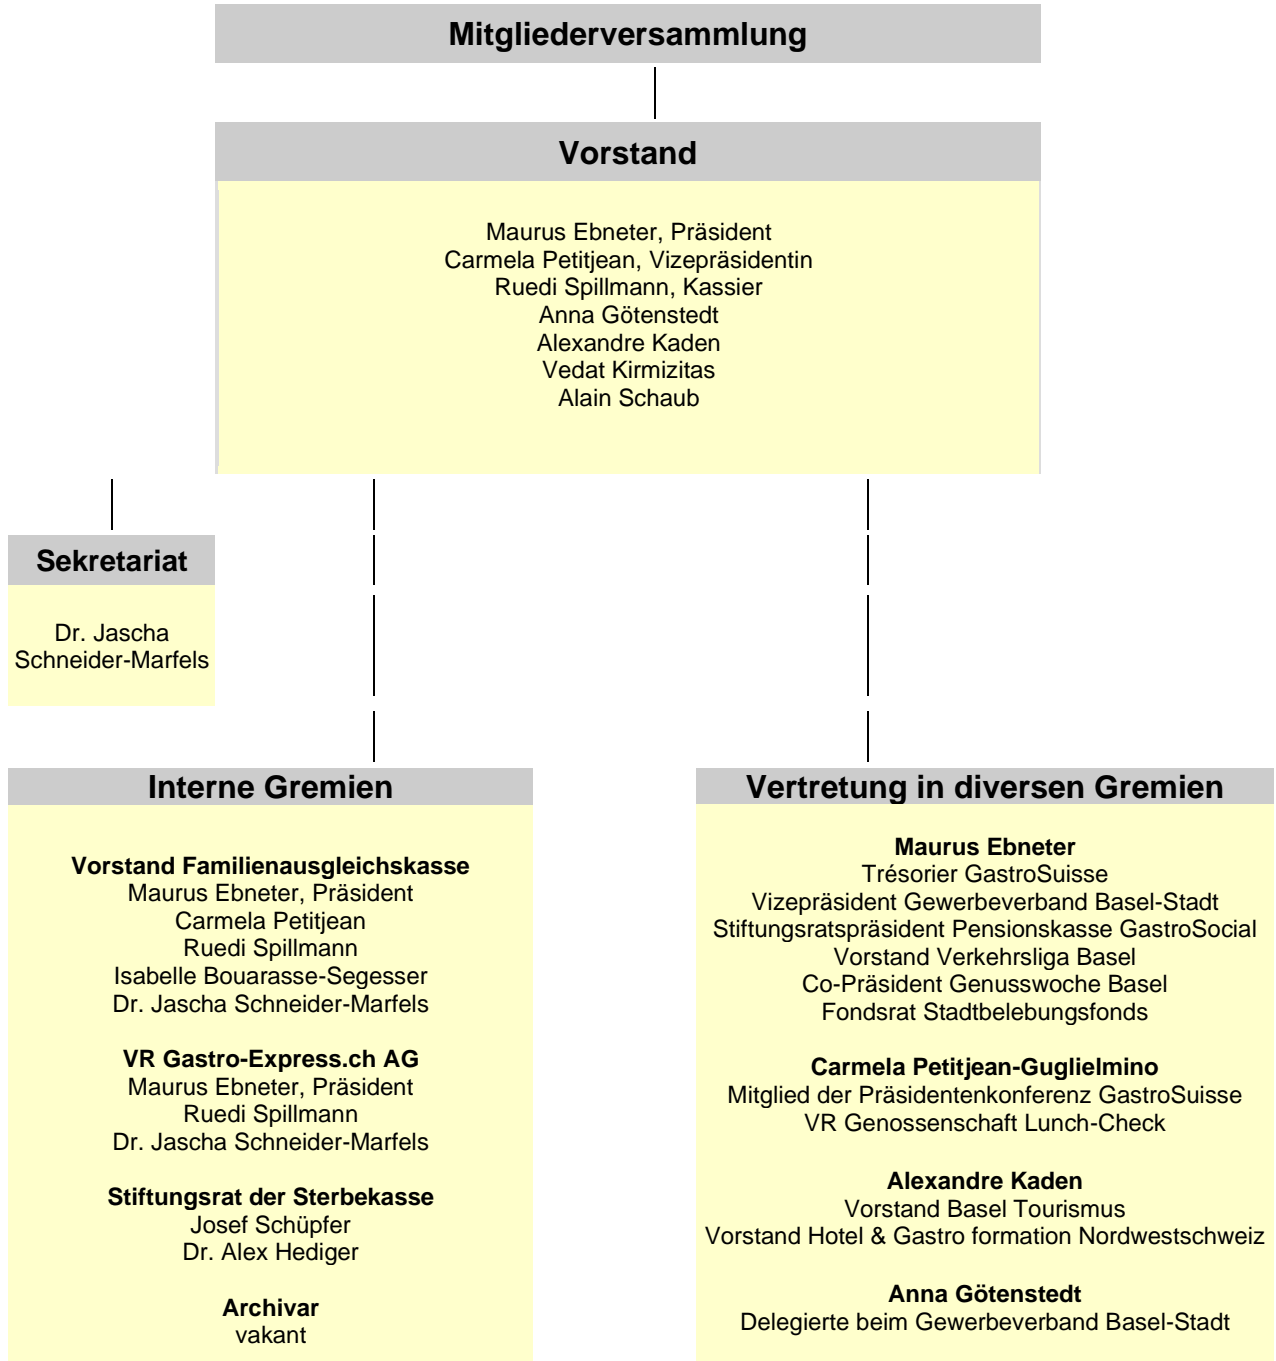 Mitgliederversammlung
Vorstand
Maurus Ebneter, Präsident
Carmela Petitjean, Vizepräsidentin
Ruedi Spillmann, Kassier
Anna Götenstedt
Alexandre Kaden
Vedat Kirmizitas
Alain Schaub
Sekretariat
Dr. Jascha
Schneider-Marfels
Interne Gremien
Vorstand Familienausgleichskasse
Maurus Ebneter, Präsident
Carmela Petitjean
Ruedi Spillmann
Isabelle Bouarasse-Segesser
Dr. Jascha Schneider-Marfels
VR Gastro-Express.ch AG
Maurus Ebneter, Präsident
Ruedi Spillmann
Dr. Jascha Schneider-Marfels
Stiftungsrat der Sterbekasse
Josef Schüpfer
Dr. Alex Hediger
Archivar
vakant
Vertretung in diversen Gremien
Maurus Ebneter
Trésorier GastroSuisse
Vizepräsident Gewerbeverband Basel-Stadt
Stiftungsratspräsident Pensionskasse GastroSocial
Vorstand Verkehrsliga Basel
Co-Präsident Genusswoche Basel
Fondsrat Stadtbelebungsfonds
Carmela Petitjean-Guglielmino
Mitglied der Präsidentenkonferenz GastroSuisse
VR Genossenschaft Lunch-Check
Alexandre Kaden
Vorstand Basel Tourismus
Vorstand Hotel & Gastro formation Nordwestschweiz
Anna Götenstedt
Delegierte beim Gewerbeverband Basel-Stadt